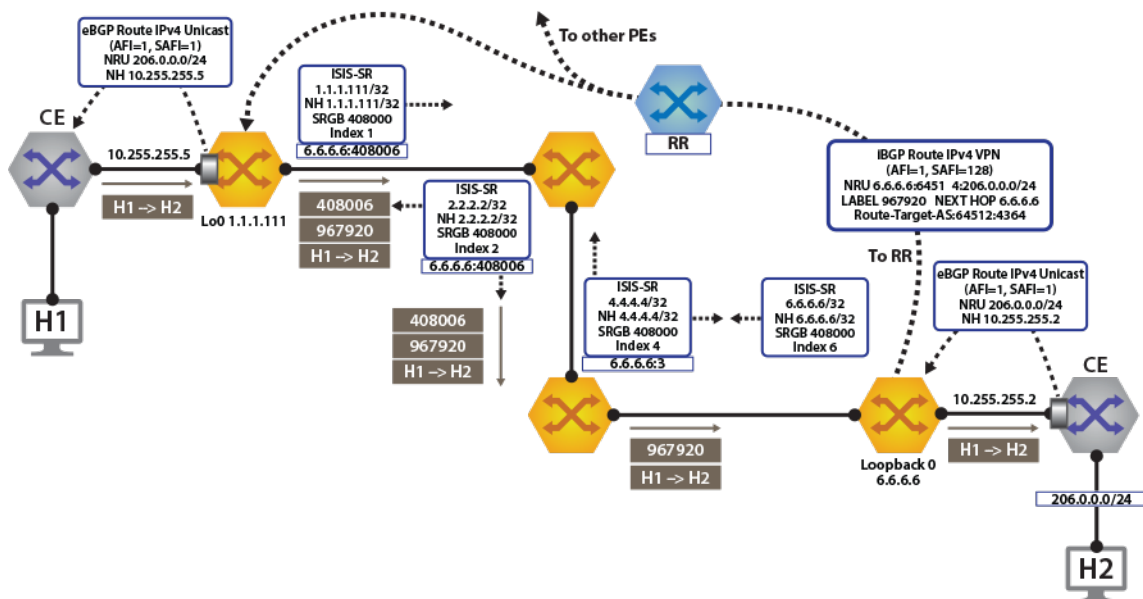 eBGP Route IPv4 Unicast
(AFI=1, SAFI=1)
NRU 206.0.0.0/24
NH 10.255.255.5
To other PEs
ISIS-SR
1.1.1.111/32
NH 1.1.1.111/32
SRGB 408000
Index 1
6.6.6.6:408006
CE
10.255.255.5
H1 –> H2
Lo0 1.1.1.111
RR
408006
967920
H1 –> H2
ISIS-SR
2.2.2.2/32
NH 2.2.2.2/32
SRGB 408000
Index 2
6.6.6.6:408006
iBGP Route IPv4 VPN
(AFI=1, SAFI=128)
NRU 6.6.6.6:6451 4:206.0.0.0/24
LABEL 967920 NEXT HOP 6.6.6.6
Route-Target-AS:64512:4364
To RR
H1
408006
967920
H1 –> H2
ISIS-SR
4.4.4.4/32
NH 4.4.4.4/32
SRGB 408000
Index 4
6.6.6.6:3
ISIS-SR
6.6.6.6/32
NH 6.6.6.6/32
SRGB 408000
Index 6
eBGP Route IPv4 Unicast
(AFI=1, SAFI=1)
NRU 206.0.0.0/24
NH 10.255.255.2
CE
10.255.255.2
967920
H1 –> H2
Loopback 0
6.6.6.6
H1 –> H2
206.0.0.0/24
H2